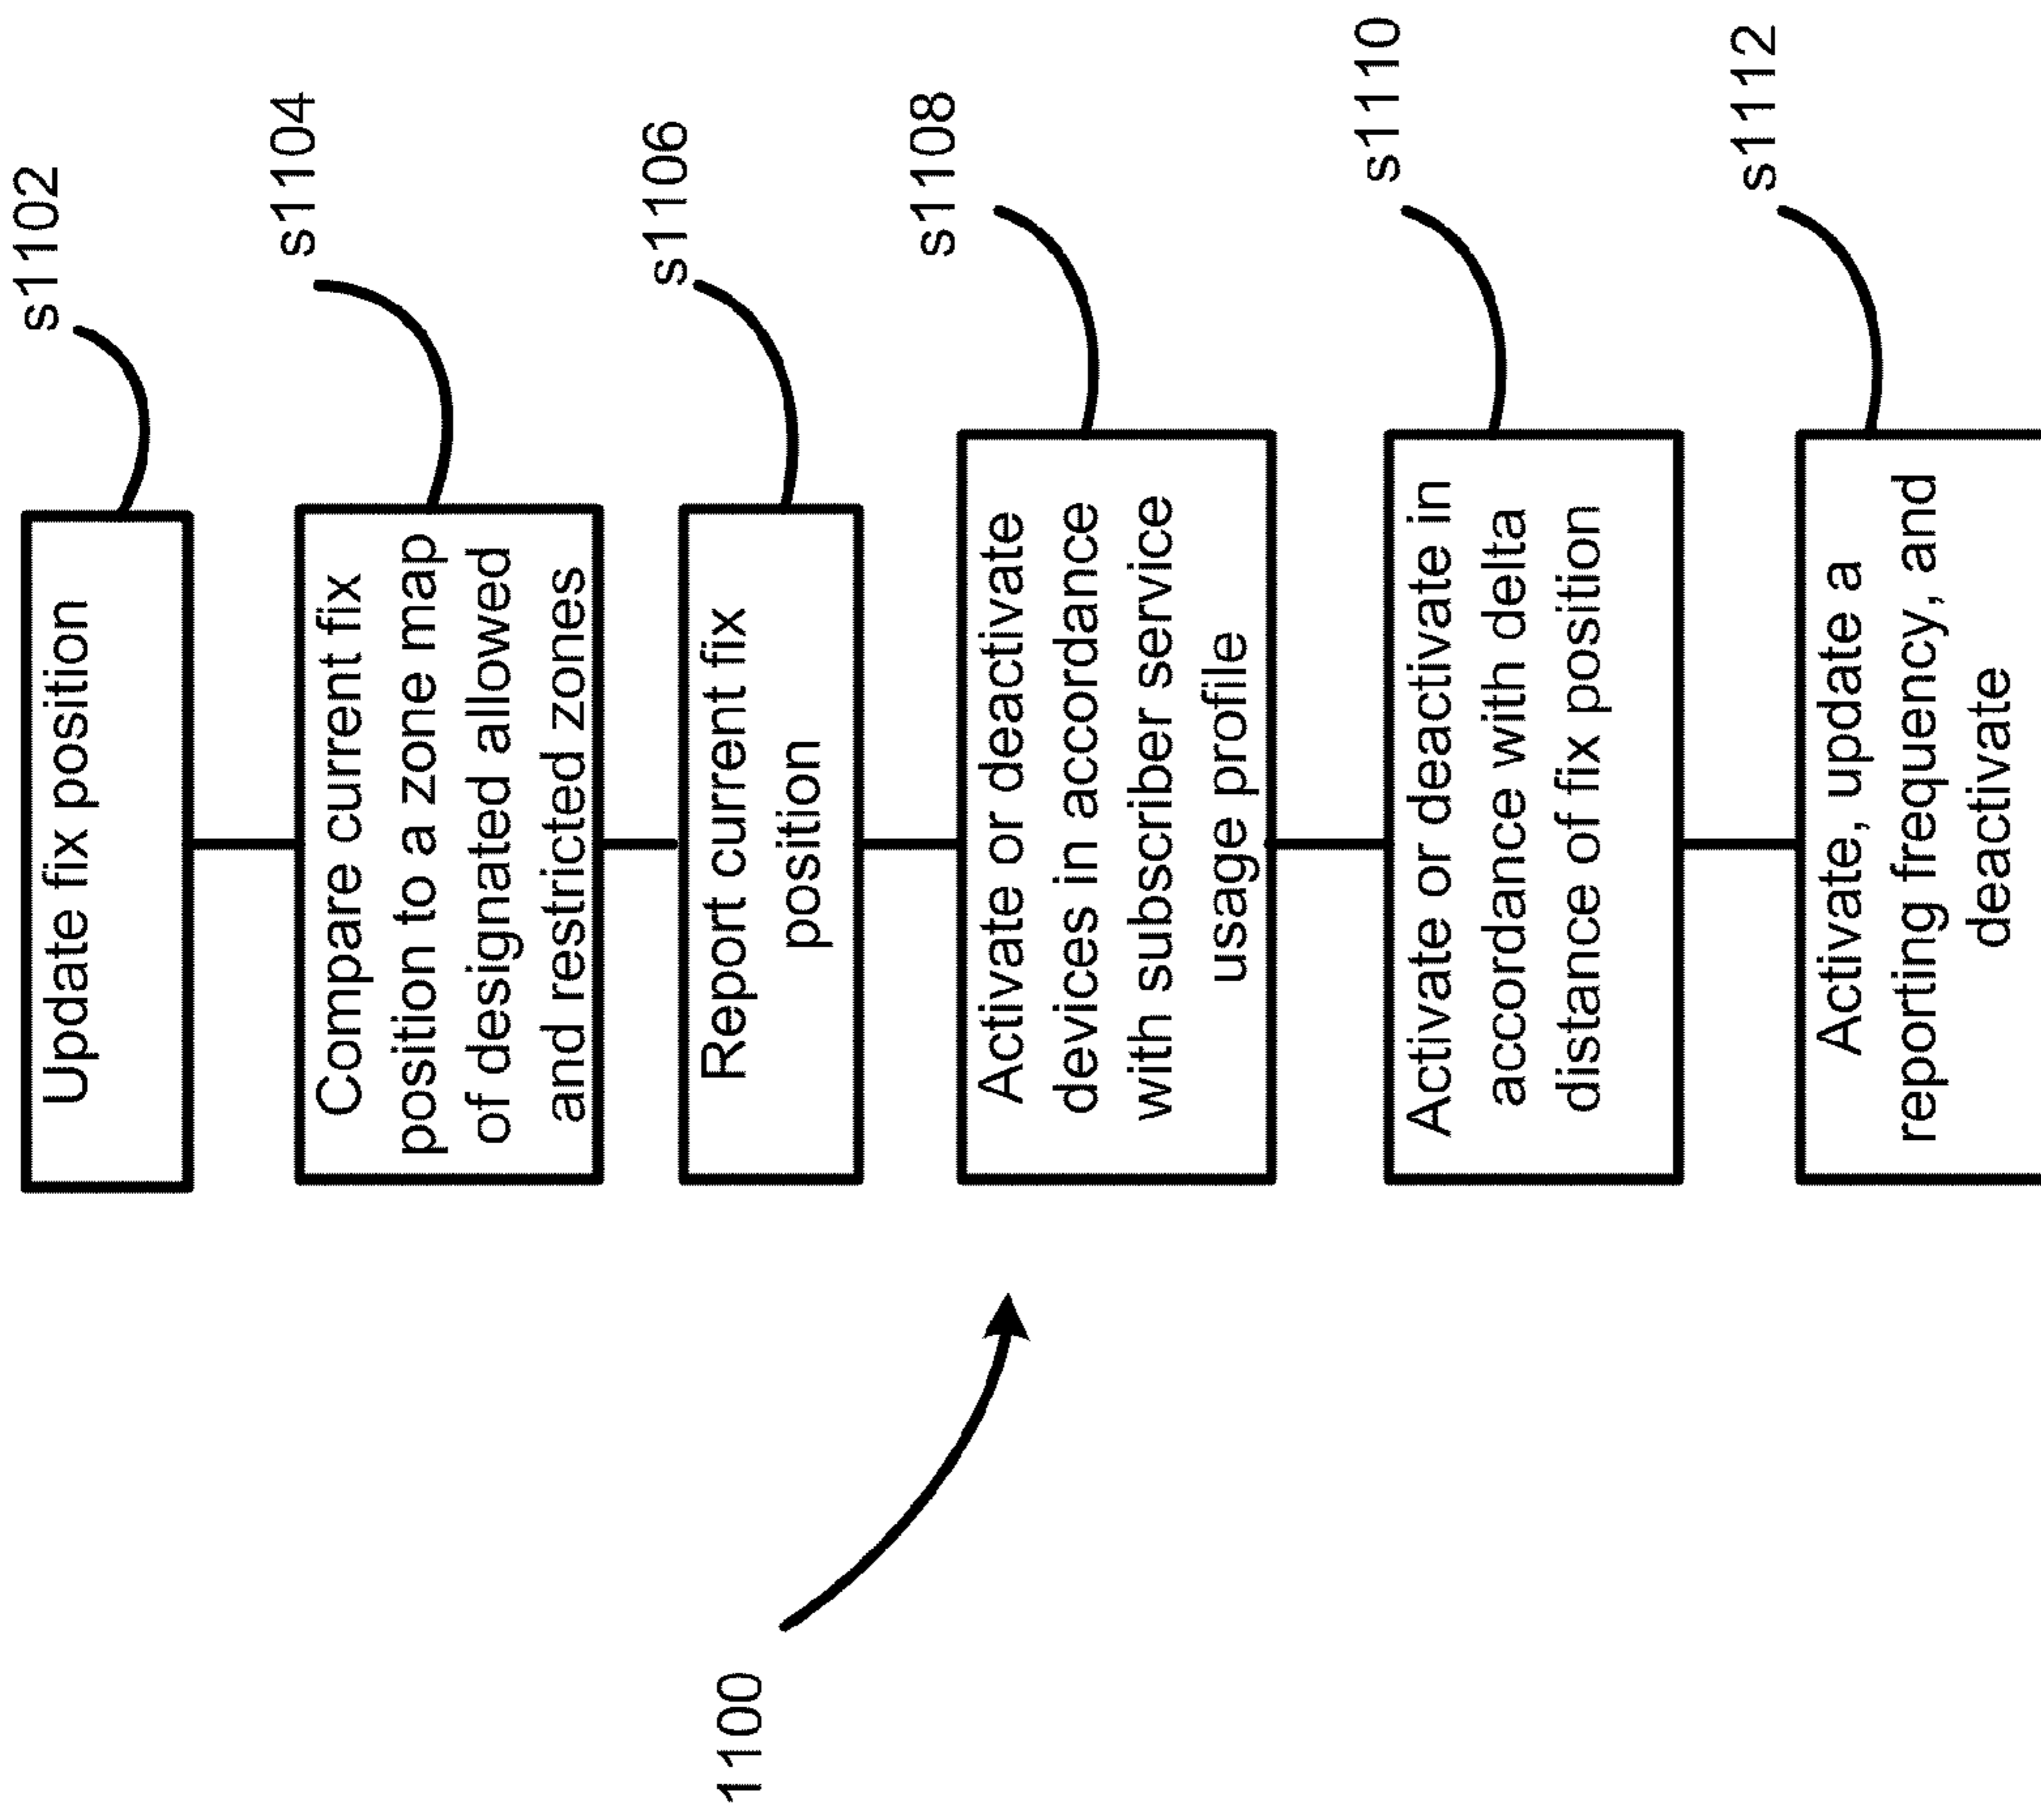 s1102
Update fix position
s1104
Compare current fix
position to a zone map
of designated allowed
and restricted zones
s1106
Report current fix
position
s1108
Activate or deactivate
devices in accordance
with subscriber service
usage profile
s1110
Activate or deactivate in
accordance with delta
distance of fix position
s1112
Activate, update a
reporting frequency, and
deactivate
1100